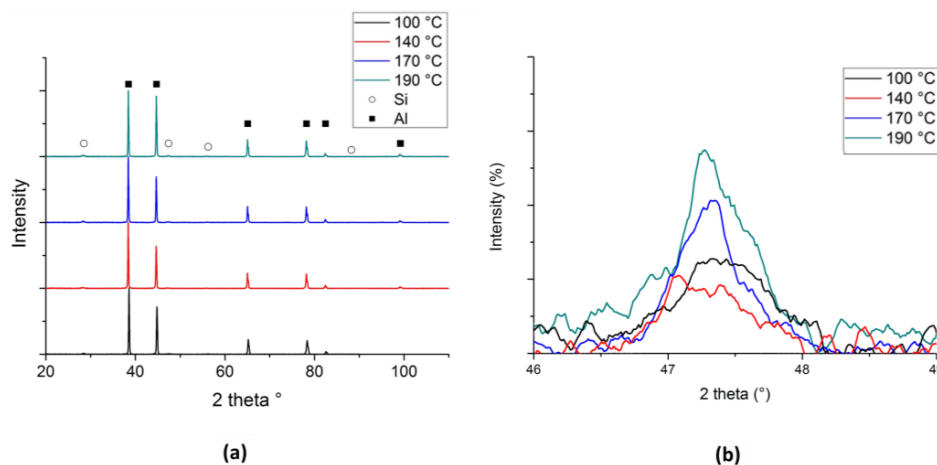 100 °C
140 °C
170 °C
190 °C
Si
Al
Intensity
20 40 60 80 100
2 theta °
(a)
100 °C
140 °C
170 °C
190 °C
Intensity (%)
46 47 48
2 theta (°)
(b)